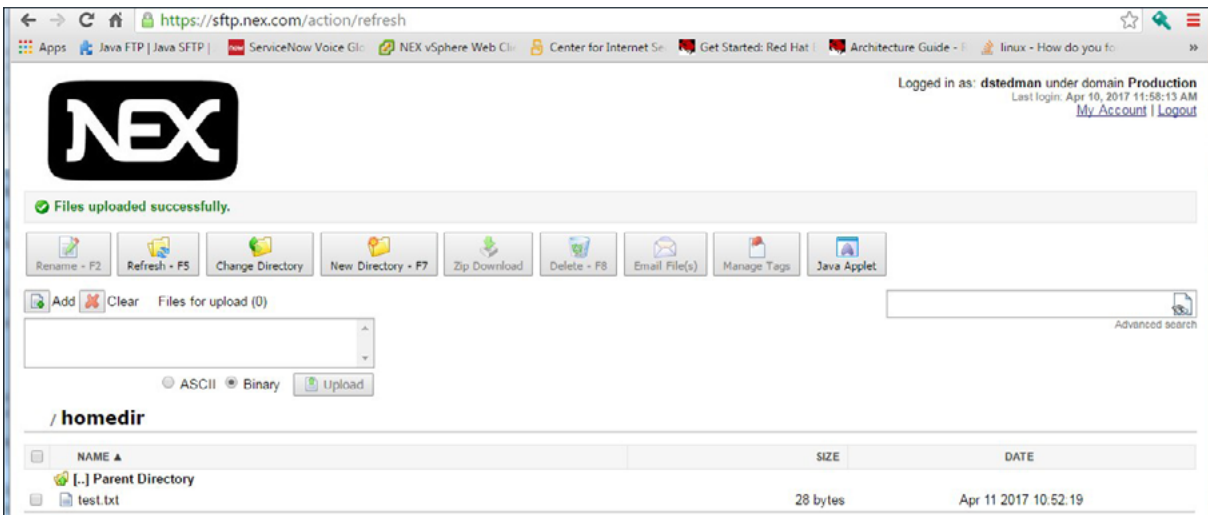 https://sftp.nex.com/action/refresh
Apps Java FTP | Java SFTP | ServiceNow Voice Glo NEX vSphere Web Cli Center for Internet Se Get Started: Red Hat Architecture Guide - linux - How do you fo »
Logged in as: dstedman under domain Production
Last login: Apr 10, 2017 11:58:13 AM
My Account | Logout
NEX
Files uploaded successfully.
Rename - F2 Refresh - F5 Change Directory New Directory - F7 Zip Download Delete - F8 Email File(s) Manage Tags Java Applet
Add Clear Files for upload (0)
Advanced search
ASCII Binary Upload
/ homedir
NAME ▲ SIZE DATE
[..] Parent Directory
test.txt 28 bytes Apr 11 2017 10:52:19